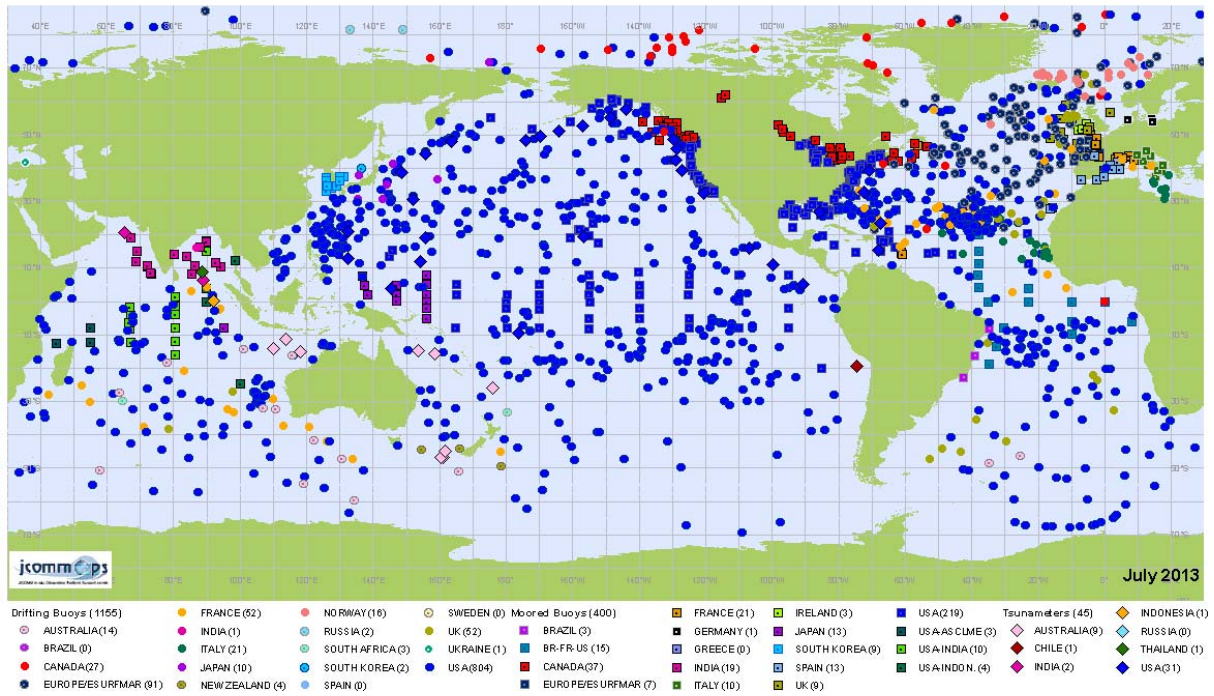 100°E 120°E 140°E 160°E 160°W 140°W 120°W 100°W 60°W 40°W 20°W 0° 20°E
jcommops
July 2013
Drifting Buoys (1155) FRANCE (52) NORWAY (16) SWEDEN (0) Moored Buoys (400) FRANCE (21) IRELAND (3) USA (219) Tsunameters (45) INDONESIA (1)
AUSTRALIA (14) INDIA (1) RUSSIA (2) UK (52) BRAZIL (3) GERMANY (1) JAPAN (13) USA-ASCLME (3) AUSTRALIA (9) RUSSIA (0)
BRAZIL (0) ITALY (21) SOUTH AFRICA (3) UKRAINE (1) BR-FR-US (15) GREECE (0) SOUTH KOREA (9) USA-INDIA (10) CHILE (1) THAILAND (1)
CANADA (27) JAPAN (10) SOUTH KOREA (2) USA (804) CANADA (37) INDIA (19) SPAIN (13) USA-INDON. (4) INDIA (2) USA (31)
EUROPE/ESURFMAR (91) NEW ZEALAND (4) SPAIN (0) EUROPE/ESURFMAR (7) ITALY (10) UK (9)